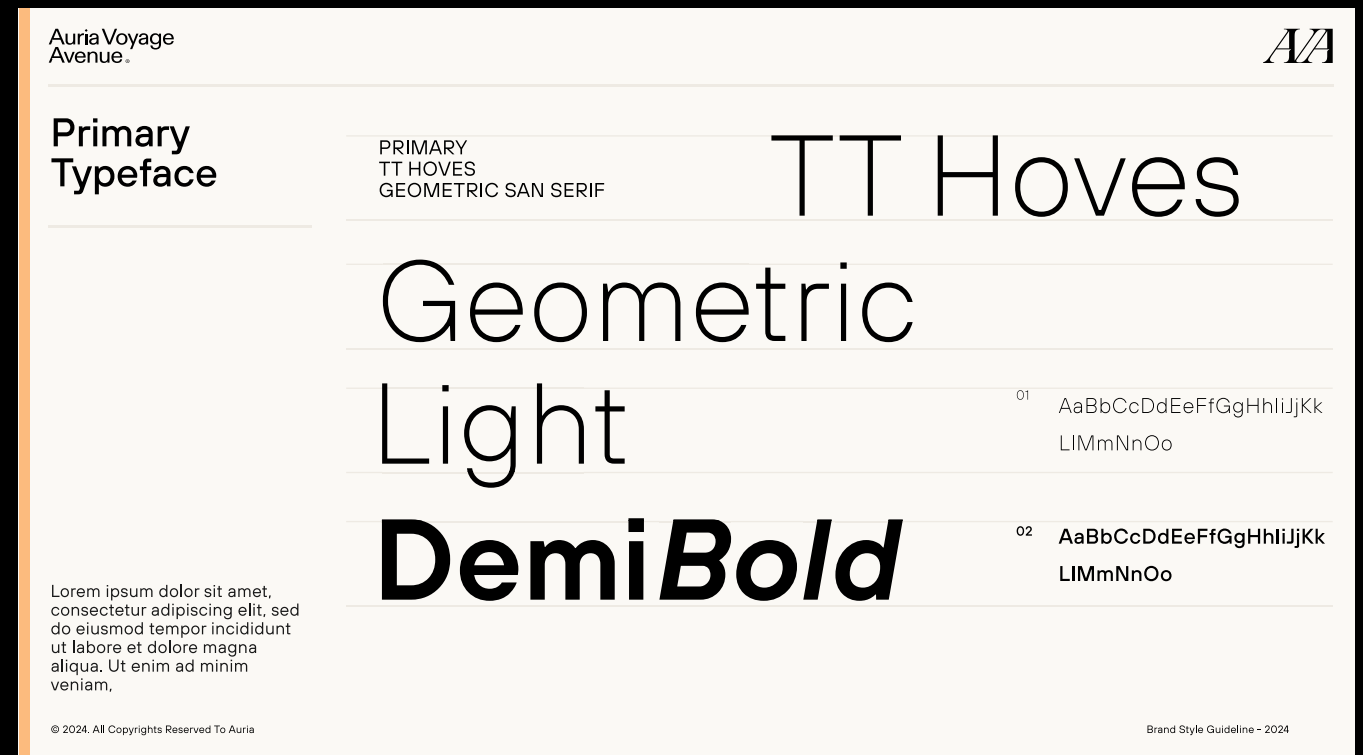 Auria Voyage
Avenue®
AVA
Primary
Typeface
PRIMARY
TT HOVES
GEOMETRIC SAN SERIF
TT Hoves
Geometric
Light
01
AaBbCcDdEeFfGgHhIiJjKk
LlMmNnOo
DemiBold
02
AaBbCcDdEeFfGgHhIiJjKk
LlMmNnOo
Lorem ipsum dolor sit amet,
consectetur adipiscing elit, sed
do eiusmod tempor incididunt
ut labore et dolore magna
aliqua. Ut enim ad minim
veniam,
© 2024. All Copyrights Reserved To Auria
Brand Style Guideline - 2024